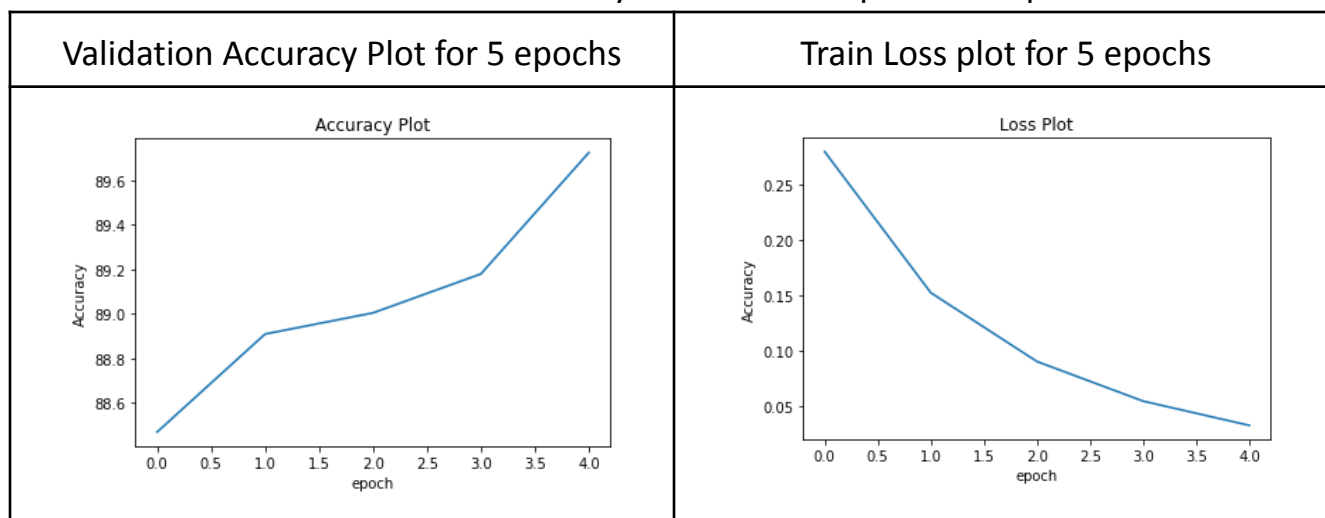 Validation Accuracy Plot for 5 epochs
Train Loss plot for 5 epochs
Accuracy Plot
Accuracy
89.6
89.4
89.2
89.0
88.8
88.6
0.0 0.5 1.0 1.5 2.0 2.5 3.0 3.5 4.0
epoch
Loss Plot
Accuracy
0.25
0.20
0.15
0.10
0.05
0.0 0.5 1.0 1.5 2.0 2.5 3.0 3.5 4.0
epoch